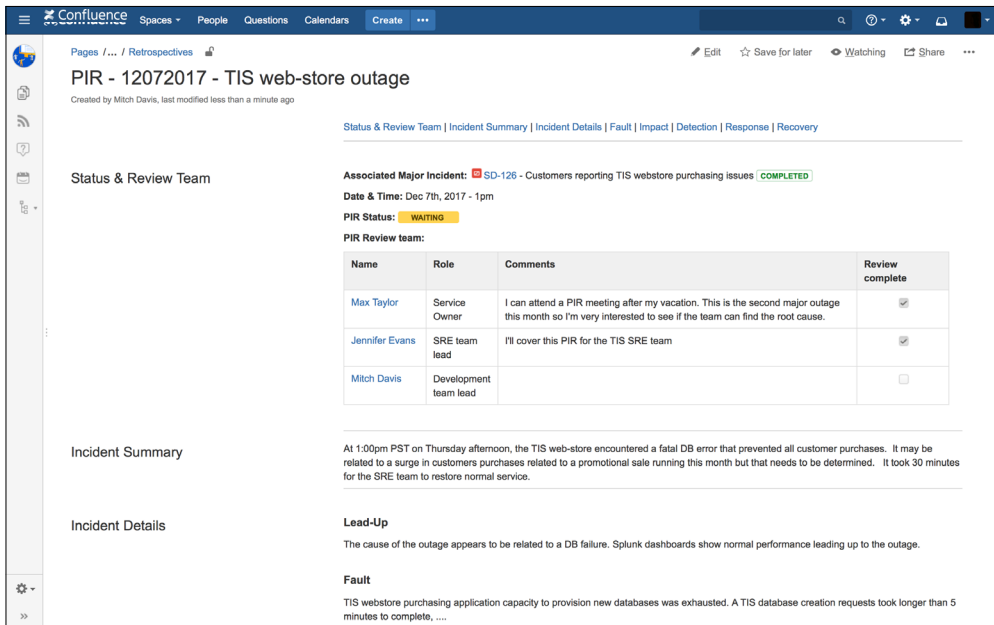 Confluence Spaces People Questions Calendars Create •••
Pages /... / Retrospectives
Edit Save for later Watching Share •••
PIR - 12072017 - TIS web-store outage
Created by Mitch Davis, last modified less than a minute ago
Status & Review Team | Incident Summary | Incident Details | Fault | Impact | Detection | Response | Recovery
Status & Review Team
Associated Major Incident: SD-126 - Customers reporting TIS webstore purchasing issues COMPLETED
Date & Time: Dec 7th, 2017 - 1pm
PIR Status: WAITING
PIR Review team:
Name Role Comments Review complete
Max Taylor Service Owner I can attend a PIR meeting after my vacation. This is the second major outage
this month so I'm very interested to see if the team can find the root cause.
Jennifer Evans SRE team lead I'll cover this PIR for the TIS SRE team
Mitch Davis Development team lead
Incident Summary
At 1:00pm PST on Thursday afternoon, the TIS web-store encountered a fatal DB error that prevented all customer purchases. It may be
related to a surge in customers purchases related to a promotional sale running this month but that needs to be determined. It took 30 minutes
for the SRE team to restore normal service.
Incident Details
Lead-Up
The cause of the outage appears to be related to a DB failure. Splunk dashboards show normal performance leading up to the outage.
Fault
TIS webstore purchasing application capacity to provision new databases was exhausted. A TIS database creation requests took longer than 5
minutes to complete, ....